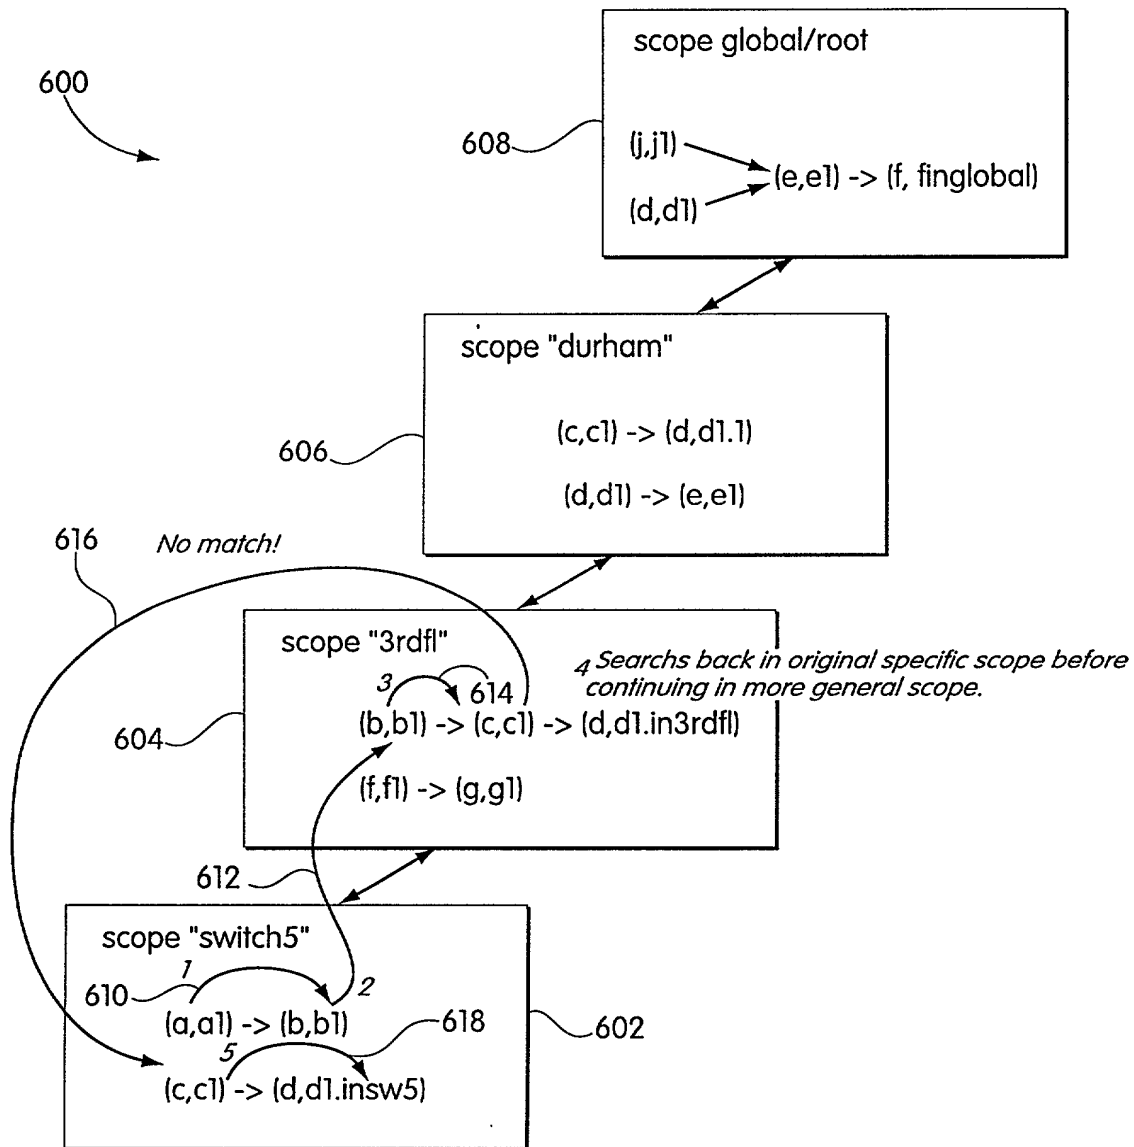 600
scope global/root
608
(j,j1)
(e,e1) -> (f, finglobal)
(d,d1)
scope "durham"
606
(c,c1) -> (d,d1.1)
(d,d1) -> (e,e1)
616
No match!
scope "3rdfl"
4 Searchs back in original specific scope before
continuing in more general scope.
3
614
604
(b,b1) -> (c,c1) -> (d,d1.in3rdfl)
(f,f1) -> (g,g1)
612
scope "switch5"
1
2
610
(a,a1) -> (b,b1)
618
602
5
(c,c1) -> (d,d1.insw5)